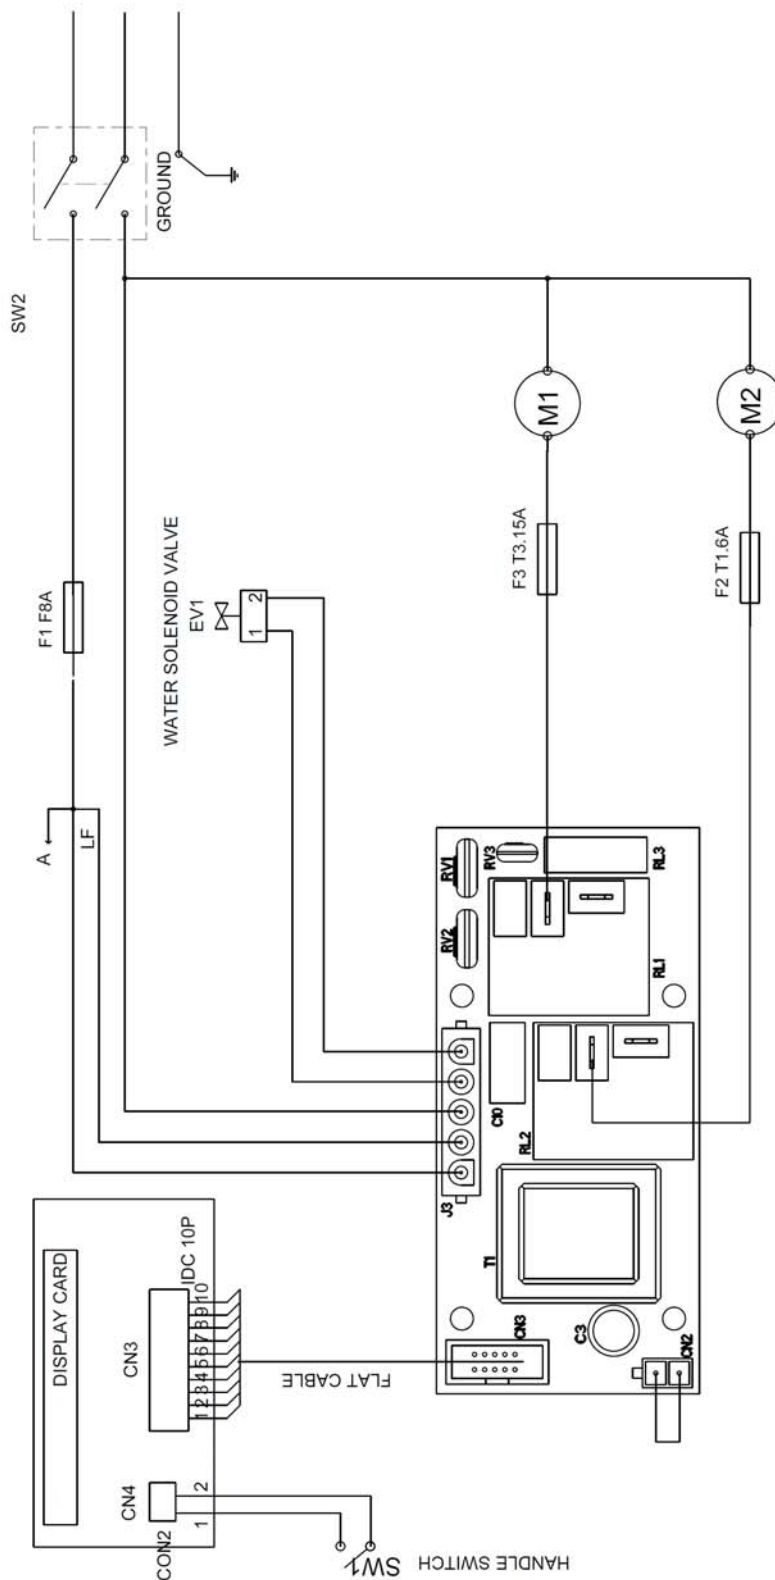 SW2
GROUND
F1 F8A
A
LF
WATER SOLENOID VALVE
EV1
1 2
M1
M2
F3 T3.15A
F2 T1.6A
RV1
RV2
RV3
RL3
RL1
C10
RL2
J3
T1
C3
CN3
CN2
DISPLAY CARD
CN3
IDC 10P
1 2 3 4 5 6 7 8 9 10
FLAT CABLE
CN4
CON2
1 2
SW1
HANDLE SWITCH